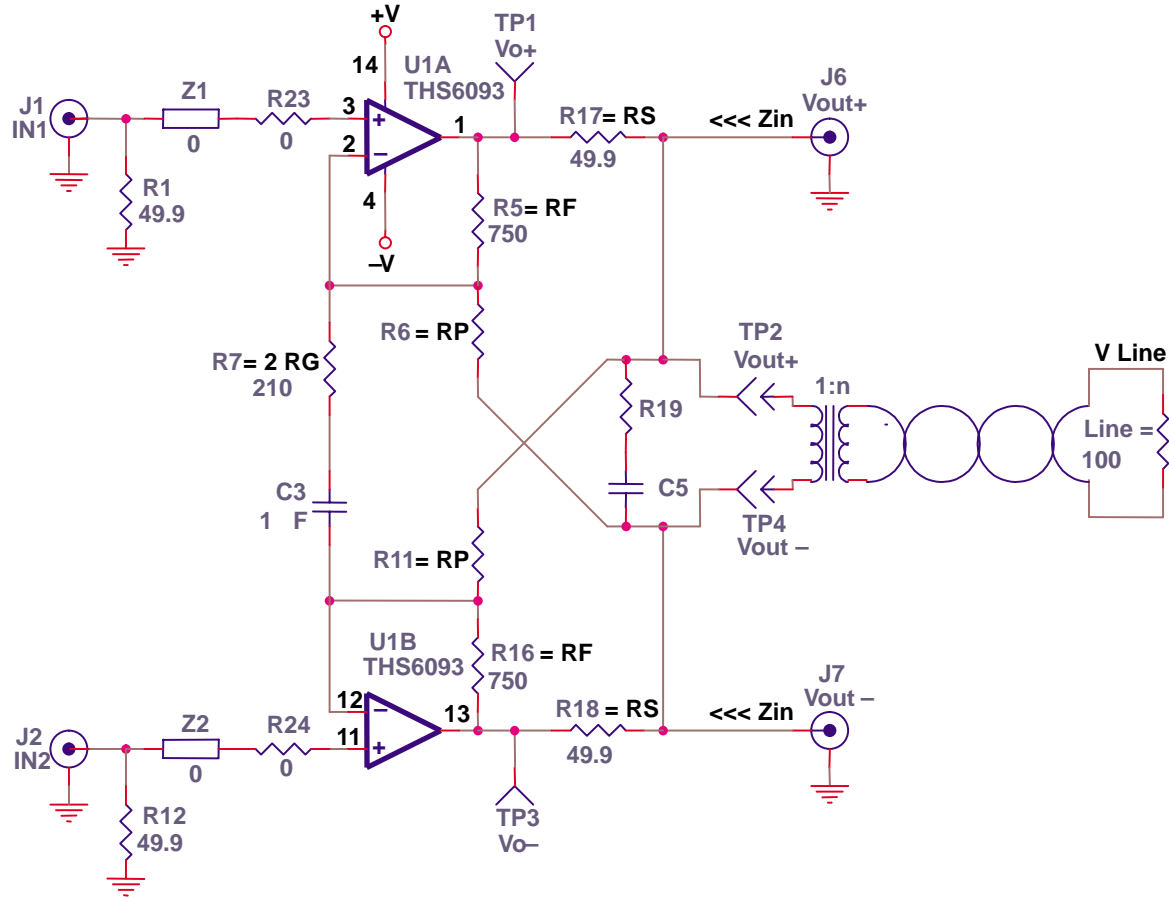 +V
TP1
Vo+
14
U1A
THS6093
J6
Vout+
J1
IN1
Z1
0
R23
0
3
+
2
–
1
R17= RS
49.9
<<< Zin
R1
49.9
4
–V
R5= RF
750
R6 = RP
R7= 2 RG
210
TP2
Vout+
V Line
R19
1:n
Line =
100
C3
1 F
C5
TP4
Vout –
R11= RP
U1B
THS6093
R16 = RF
750
J7
Vout –
12
–
11
+
13
R18 = RS
49.9
<<< Zin
J2
IN2
Z2
0
R24
0
R12
49.9
TP3
Vo–